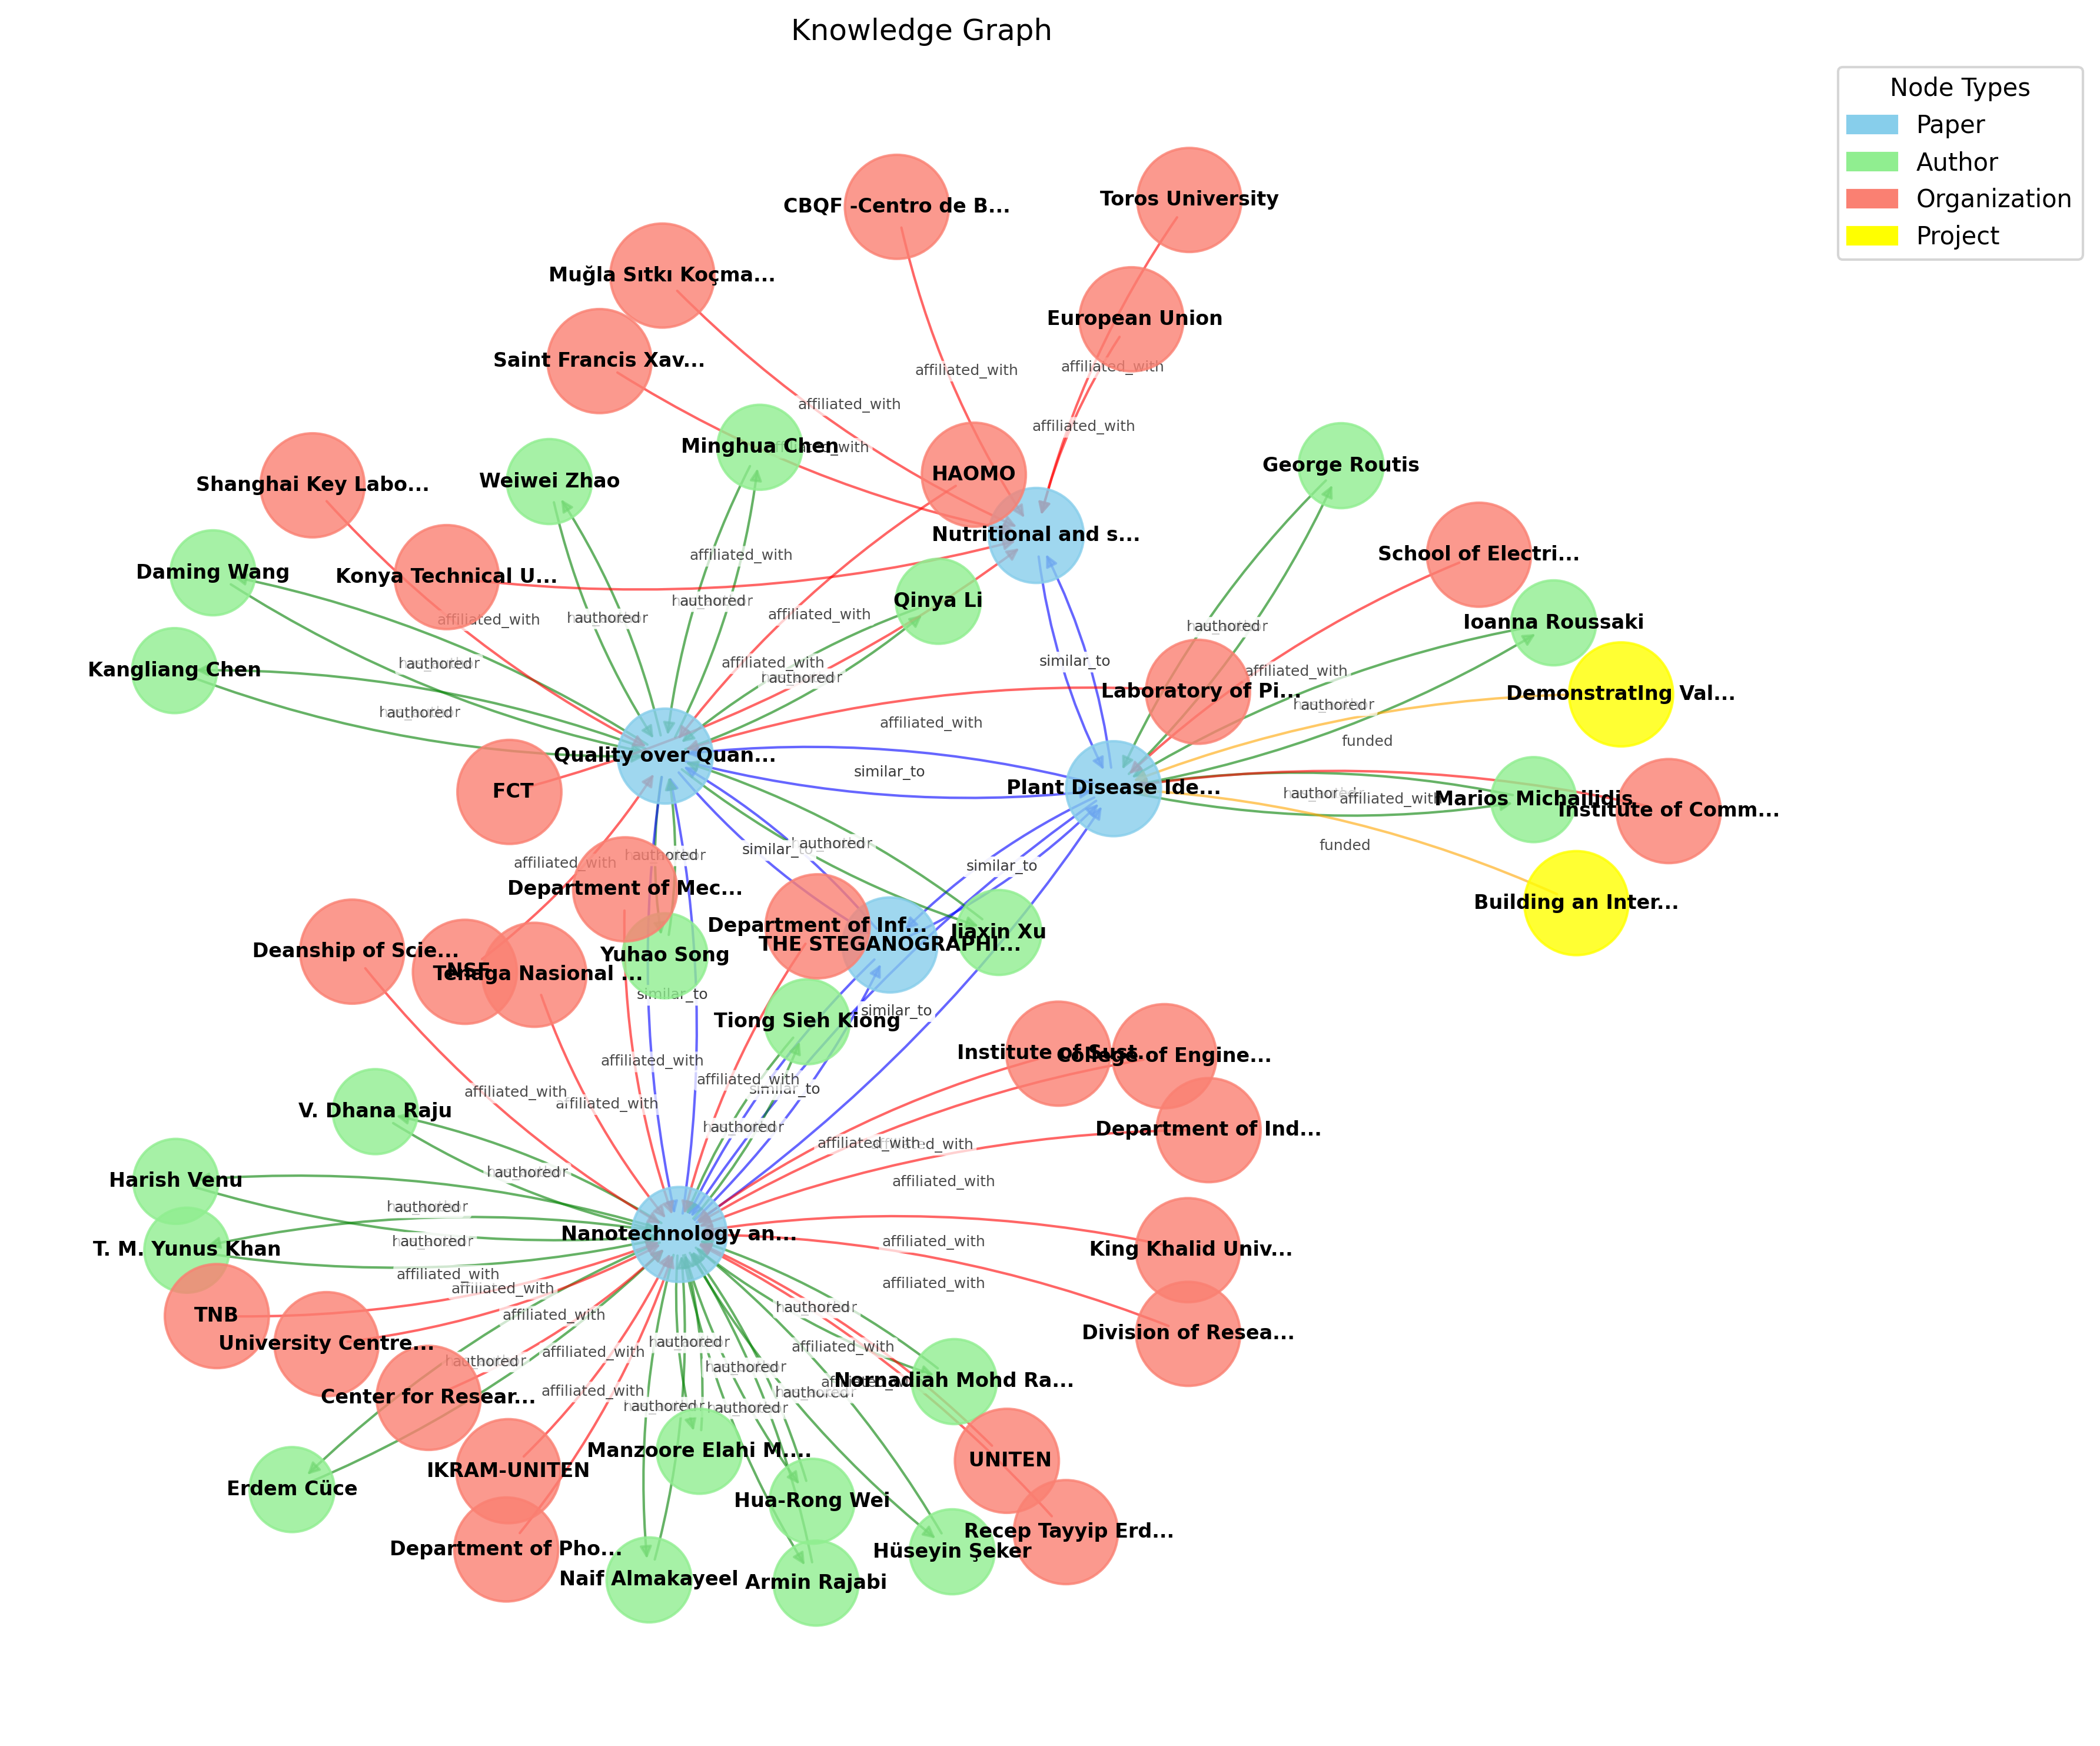 Knowledge Graph
Node Types
Paper
Author
Organization
Project
CBQF -Centro de B...
Toros University
Muğla Sıtkı Koçma...
European Union
Saint Francis Xav...
affiliated_with
affiliated_with
affiliated_with
affiliated_with
Minghua Chen
George Routis
HAOMO
Weiwei Zhao
Shanghai Key Labo...
Nutritional and s...
School of Electri...
affiliated_with
Daming Wang
Konya Technical U...
Qinya Li
affiliated_with
authored
affiliated_with
authored
authored
Ioanna Roussaki
affiliated_with
authored
authored
affiliated_with
similar_to
Kangliang Chen
affiliated_with
authored
Laboratory of Pi...
DemonstratIng Val...
authored
authored
affiliated_with
funded
Quality over Quan...
similar_to
Plant Disease Ide...
FCT
authored
affiliated_with
Marios Michailidis
Institute of Comm...
similar_to
authored
funded
affiliated_with
authored
similar_to
Department of Mec...
Building an Inter...
Department of Inf...
THE STEGANOGRAPHI...
Jiaxin Xu
Deanship of Scie...
Yuhao Song
NSF
Tenaga Nasional ...
similar_to
similar_to
Tiong Sieh Kiong
Institute of Sust...
College of Engine...
affiliated_with
affiliated_with
similar_to
affiliated_with
affiliated_with
V. Dhana Raju
authored
Department of Ind...
affiliated_with
affiliated_with
authored
Harish Venu
affiliated_with
authored
Nanotechnology an...
T. M. Yunus Khan
authored
affiliated_with
King Khalid Univ...
affiliated_with
affiliated_with
affiliated_with
TNB
affiliated_with
authored
Division of Resea...
University Centre...
authored
affiliated_with
affiliated_with
authored
authored
Center for Resear...
affiliated_with
authored
Nornadiah Mohd Ra...
authored
authored
Manzoore Elahi M....
UNITEN
IKRAM-UNITEN
Erdem Cüce
Hua-Rong Wei
Recep Tayyip Erd...
Department of Pho...
Hüseyin Şeker
Naif Almakayeel
Armin Rajabi